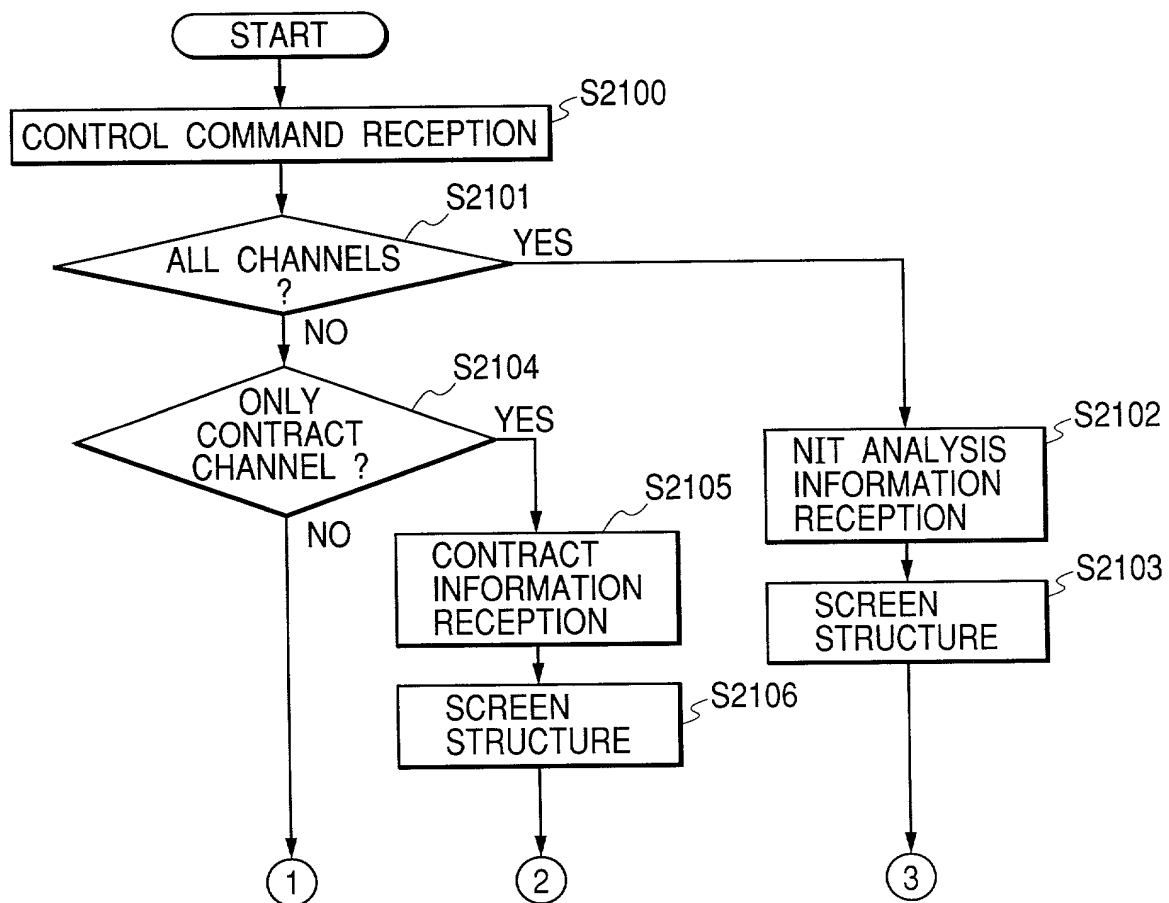 START
S2100
CONTROL COMMAND RECEPTION
S2101
ALL CHANNELS
?
YES
NO
S2104
ONLY
CONTRACT
CHANNEL ?
YES
NO
S2102
NIT ANALYSIS
INFORMATION
RECEPTION
S2105
CONTRACT
INFORMATION
RECEPTION
S2103
SCREEN
STRUCTURE
S2106
SCREEN
STRUCTURE
1
2
3